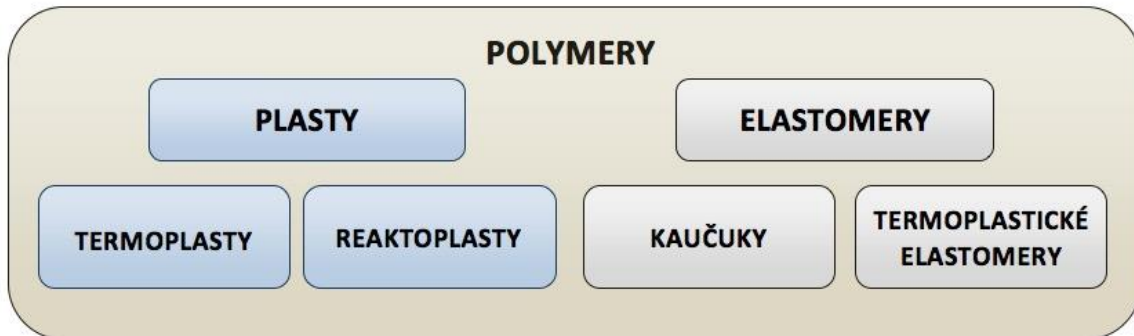 POLYMERY
PLASTY
ELASTOMERY
TERMOPLASTY
REAKTOPLASTY
KAUČUKY
TERMOPLASTICKÉ
ELASTOMERY